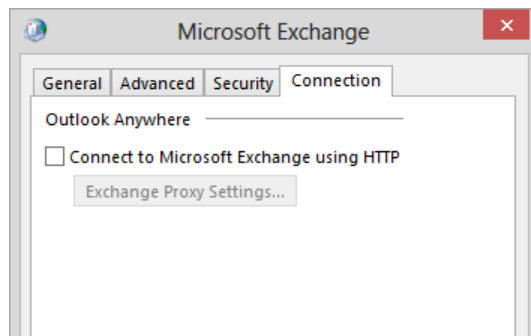 Microsoft Exchange
General Advanced Security Connection
Outlook Anywhere
Connect to Microsoft Exchange using HTTP
Exchange Proxy Settings...